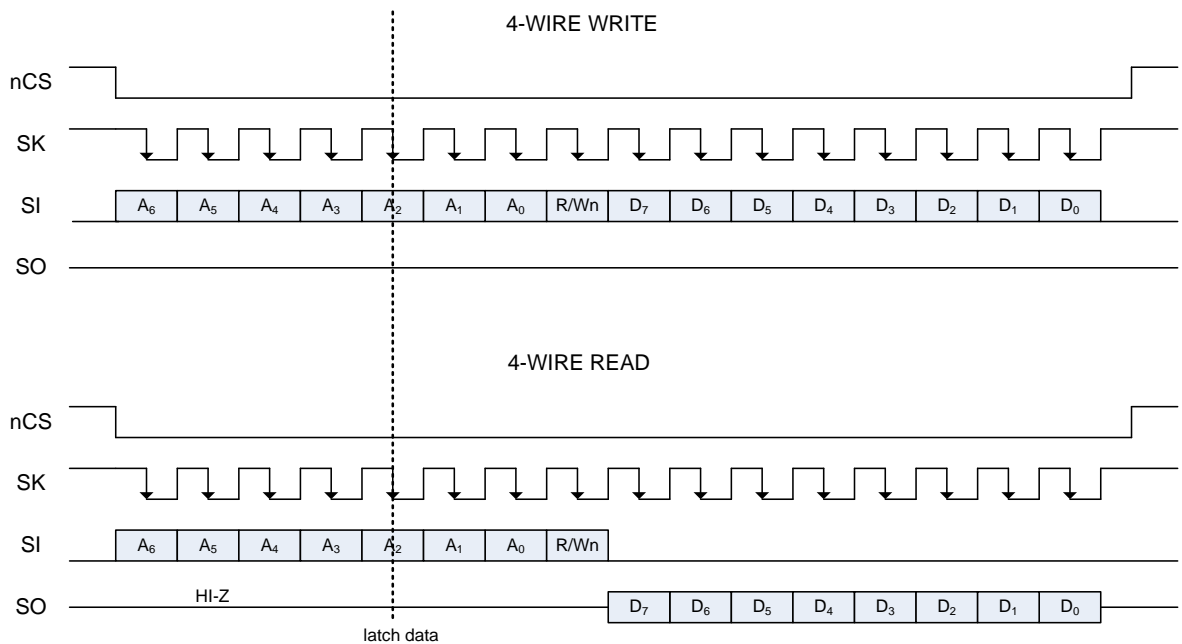 4-WIRE WRITE
nCS
SK
SI A₆ A₅ A₄ A₃ A₂ A₁ A₀ R/Wn D₇ D₆ D₅ D₄ D₃ D₂ D₁ D₀
SO
4-WIRE READ
nCS
SK
SI A₆ A₅ A₄ A₃ A₂ A₁ A₀ R/Wn
HI-Z
SO D₇ D₆ D₅ D₄ D₃ D₂ D₁ D₀
latch data